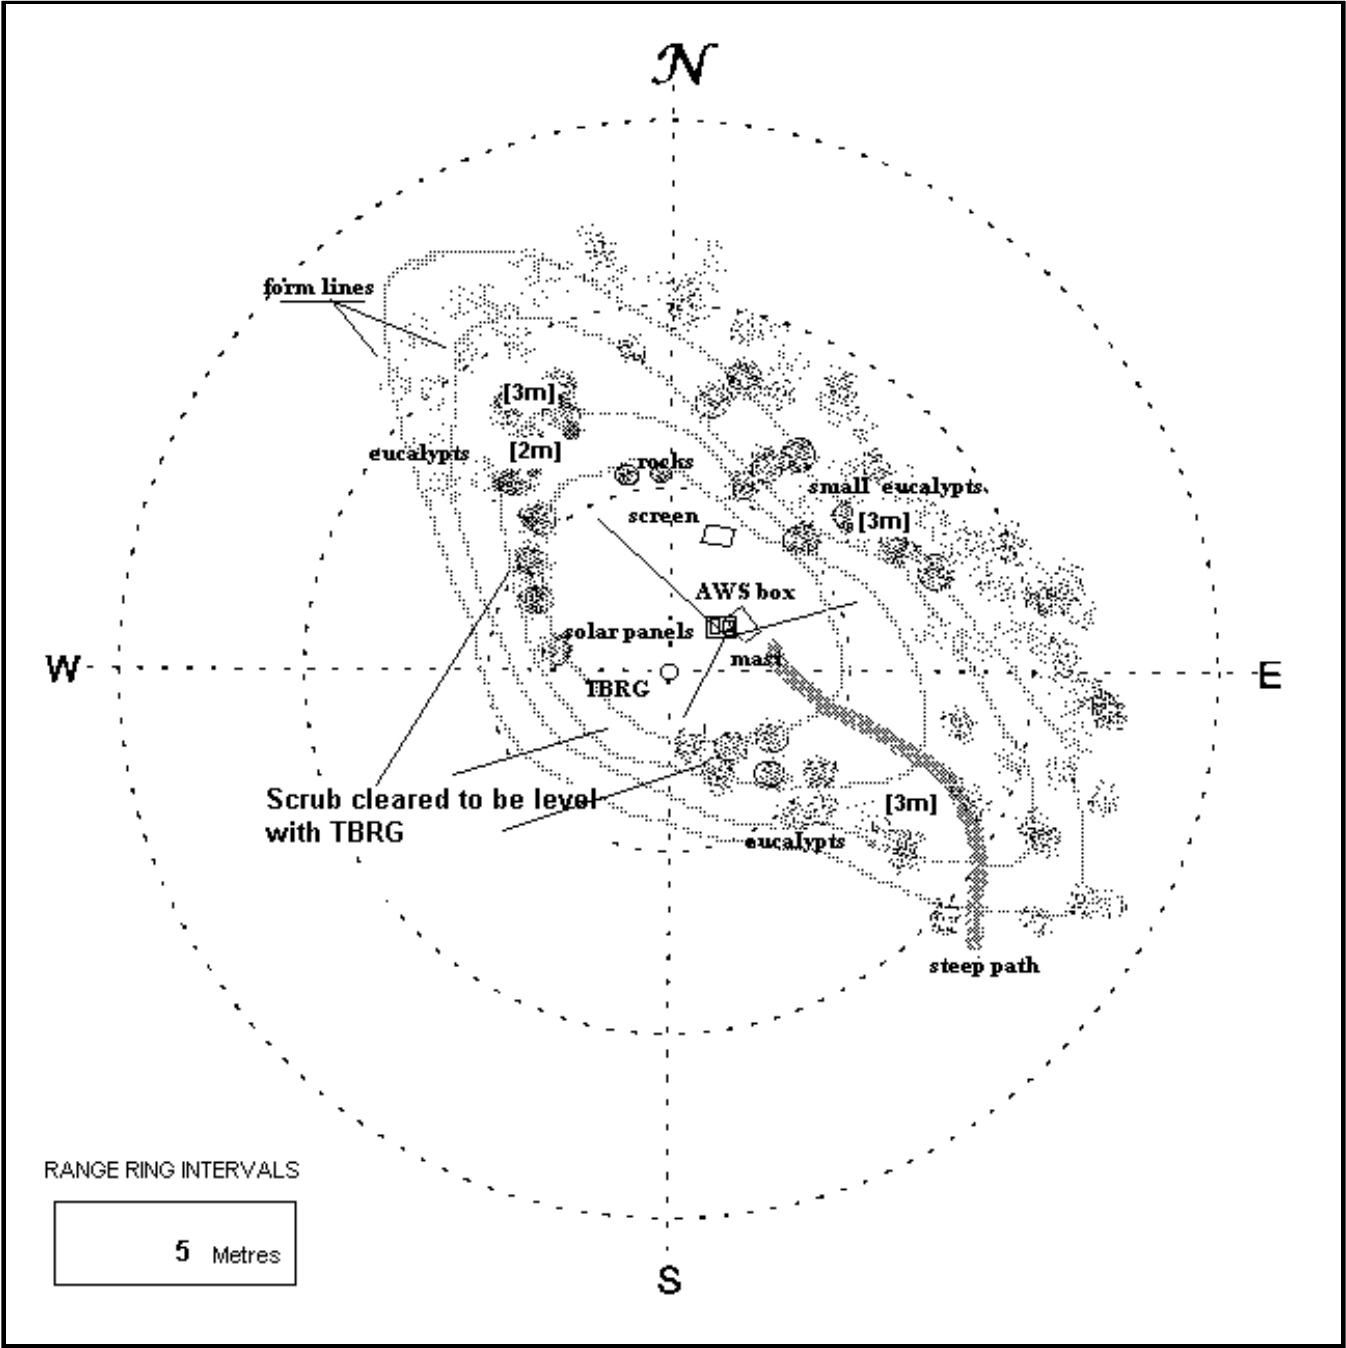 N
form lines
[3m]
eucalypts
[2m]
rocks
small eucalypts
[3m]
screen
AWS box
solar panels
mast
W
E
TBRG
Scrub cleared to be level
with TBRG
[3m]
eucalypts
steep path
RANGE RING INTERVALS
5 Metres
S